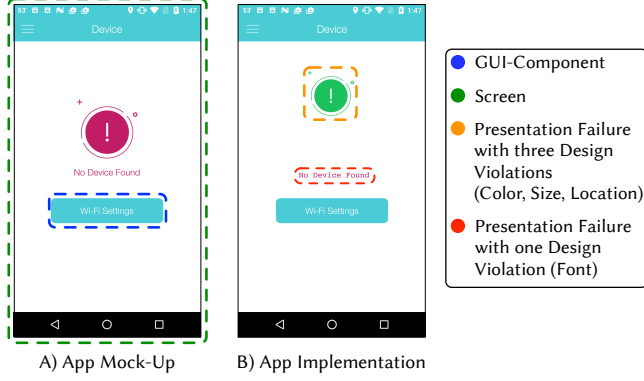 53° 1:47
Device
!
No Device Found
Wi-Fi Settings
A) App Mock-Up
53° 1:47
Device
!
No Device Found
Wi-Fi Settings
B) App Implementation
GUI-Component
Screen
Presentation Failure
with three Design
Violations
(Color, Size, Location)
Presentation Failure
with one Design
Violation (Font)